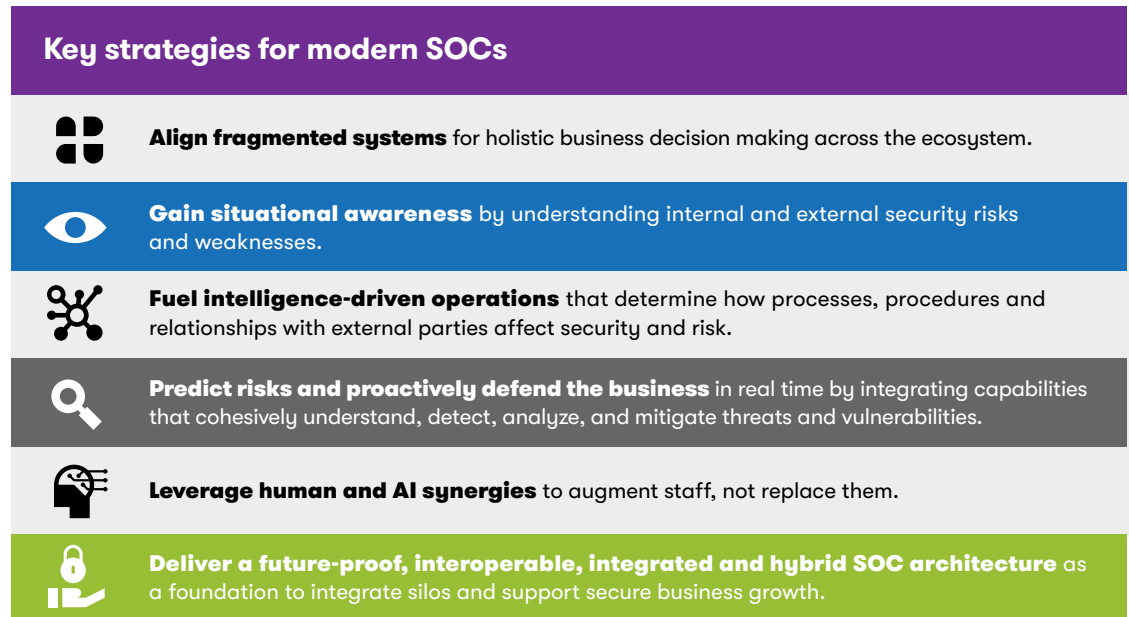 Key strategies for modern SOCs
Align fragmented systems for holistic business decision making across the ecosystem.
Gain situational awareness by understanding internal and external security risks
and weaknesses.
Fuel intelligence-driven operations that determine how processes, procedures and
relationships with external parties affect security and risk.
Predict risks and proactively defend the business in real time by integrating capabilities
that cohesively understand, detect, analyze, and mitigate threats and vulnerabilities.
Leverage human and AI synergies to augment staff, not replace them.
Deliver a future-proof, interoperable, integrated and hybrid SOC architecture as
a foundation to integrate silos and support secure business growth.